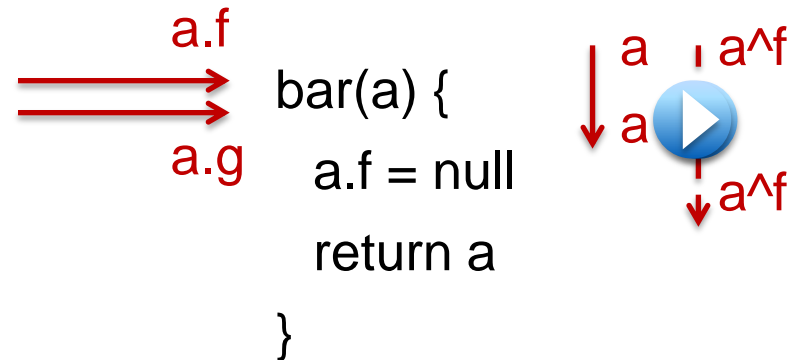 a.f
a.g
bar(a) {
a.f = null
return a
}
a
a
a^f
a^f